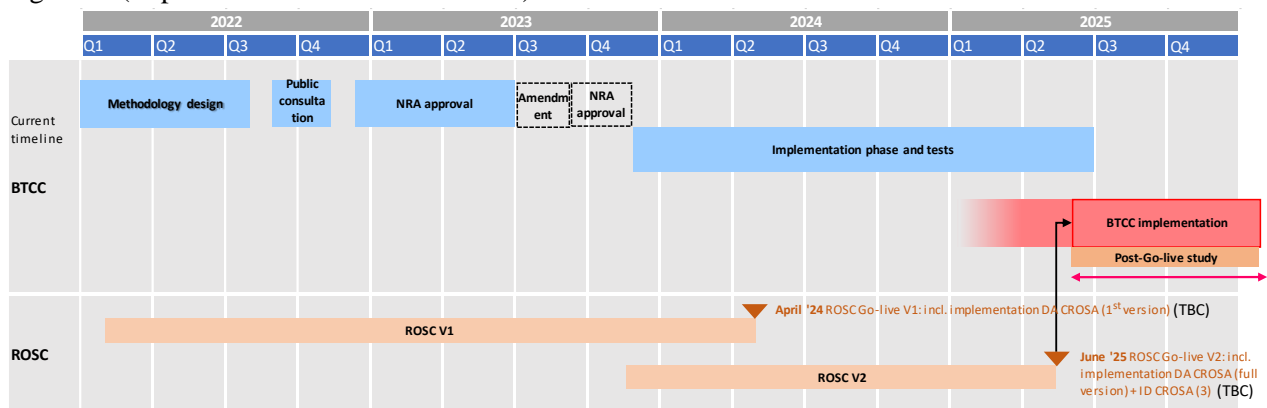 2022 2023 2024 2025
Q1 Q2 Q3 Q4 Q1 Q2 Q3 Q4 Q1 Q2 Q3 Q4 Q1 Q2 Q3 Q4
Current
timeline
BTCC
Methodology design
Public
consulta
tion
NRA approval
Amendm
ent
NRA
approval
Implementation phase and tests
BTCC implementation
Post-Go-live study
ROSC
April '24 ROSC Go-live V1: incl. implementation DA CROSA (1st version) (TBC)
ROSC V1
June '25 ROSC Go-live V2: incl.
implementation DA CROSA (full
version) + ID CROSA (3) (TBC)
ROSC V2